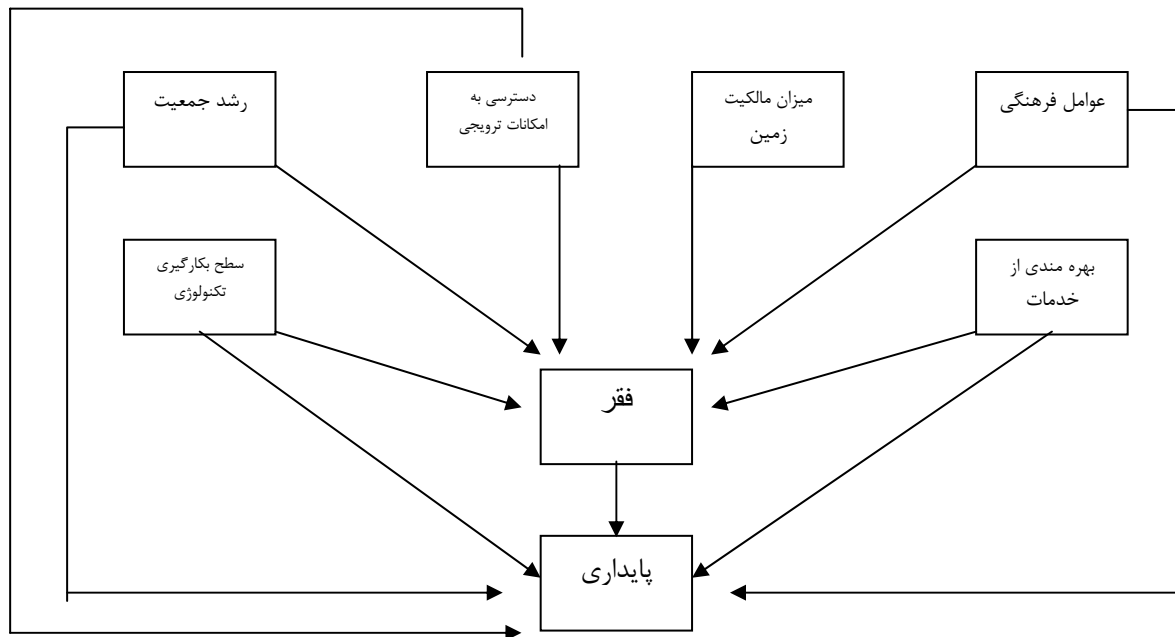 عوامل فرهنگی
میزان مالکیت
زمین
دسترسی به
امکانات ترویجی
رشد جمعیت
بهره مندی از
خدمات
سطح بکارگیری
تکنولوژی
فقر
پایداری